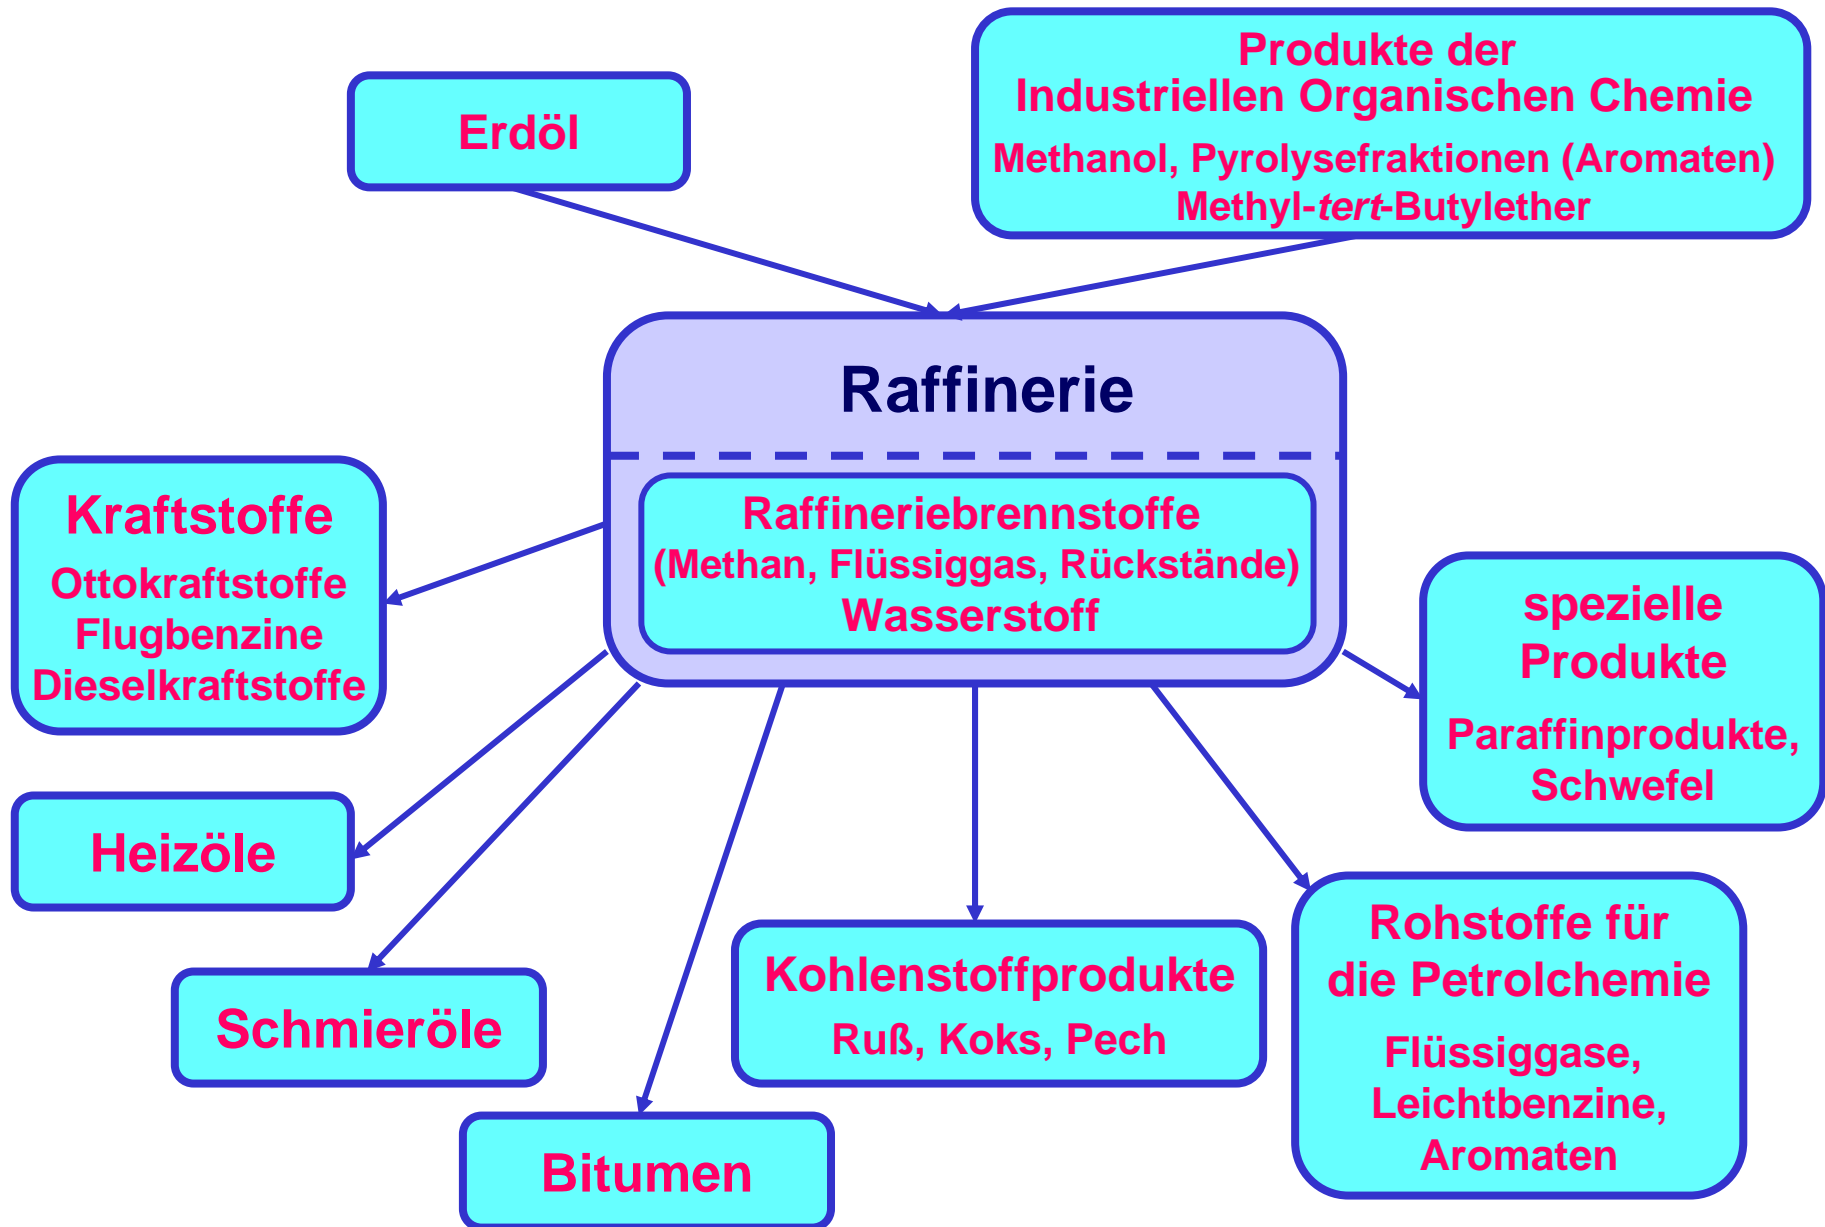 Erdöl
Produkte der
Industriellen Organischen Chemie
Methanol, Pyrolysefraktionen (Aromaten)
Methyl-tert-Butylether
Raffinerie
Raffineriebrennstoffe
(Methan, Flüssiggas, Rückstände)
Wasserstoff
Kraftstoffe
Ottokraftstoffe
Flugbenzine
Dieselkraftstoffe
Heizöle
Schmieröle
Bitumen
Kohlenstoffprodukte
Ruß, Koks, Pech
Rohstoffe für
die Petrolchemie
Flüssiggase,
Leichtbenzine,
Aromaten
spezielle
Produkte
Paraffinprodukte,
Schwefel